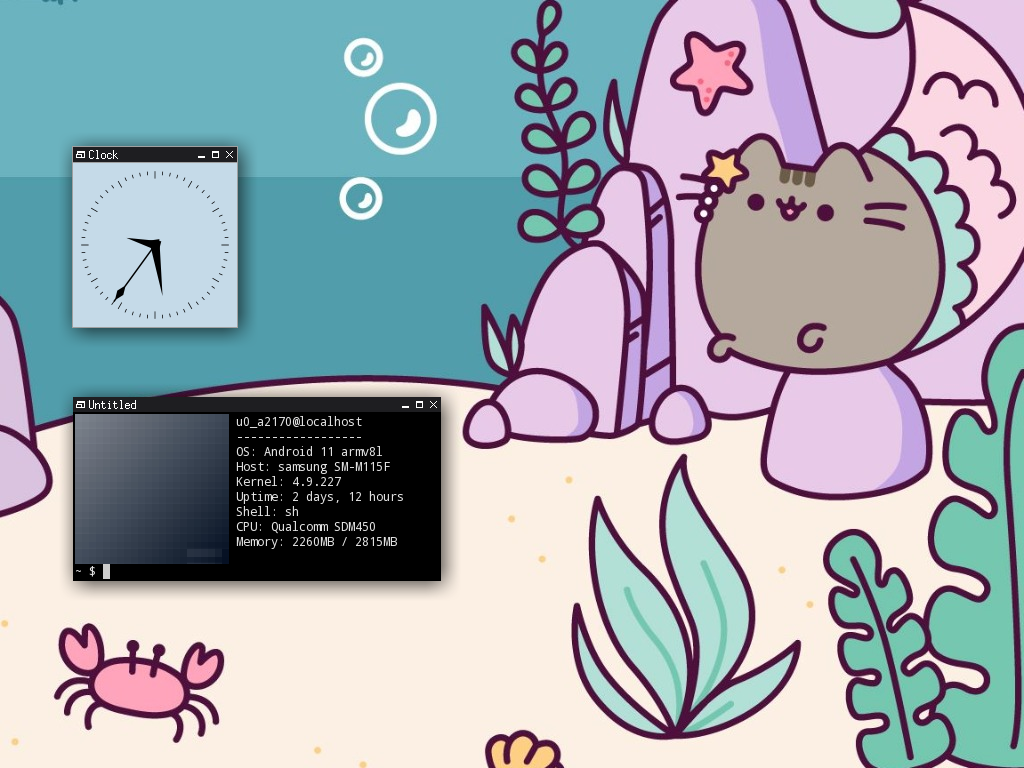 Clock
Untitled
u0_a2170@localhost
------------------
OS: Android 11 armv8l
Host: samsung SM-M115F
Kernel: 4.9.227
Uptime: 2 days, 12 hours
Shell: sh
CPU: Qualcomm SDM450
Memory: 2260MB / 2815MB
~ $